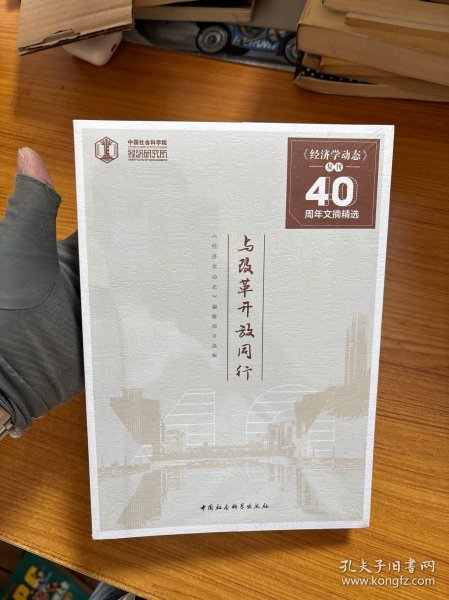 中国社会科学院
经济研究所
《经济学动态》
复刊
40
周年文摘精选
与改革开放同行
《经济学动态》编辑部◎选编
中国社会科学出版社
孔夫子旧书网
www.kongfz.com